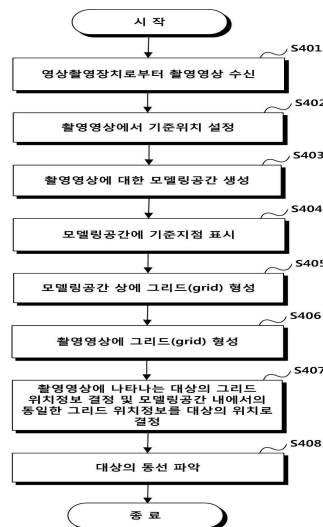 시 작
S401
영상촬영장치로부터 촬영영상 수신
S402
촬영영상에서 기준위치 설정
S403
촬영영상에 대한 모델링공간 생성
S404
모델링공간에 기준지점 표시
S405
모델링공간 상에 그리드(grid) 형성
S406
촬영영상에 그리드(grid) 형성
S407
촬영영상에 나타나는 대상의 그리드
위치정보 결정 및 모델링공간 내에서의
동일한 그리드 위치정보를 대상의 위치로
결정
S408
대상의 동선 파악
종 료